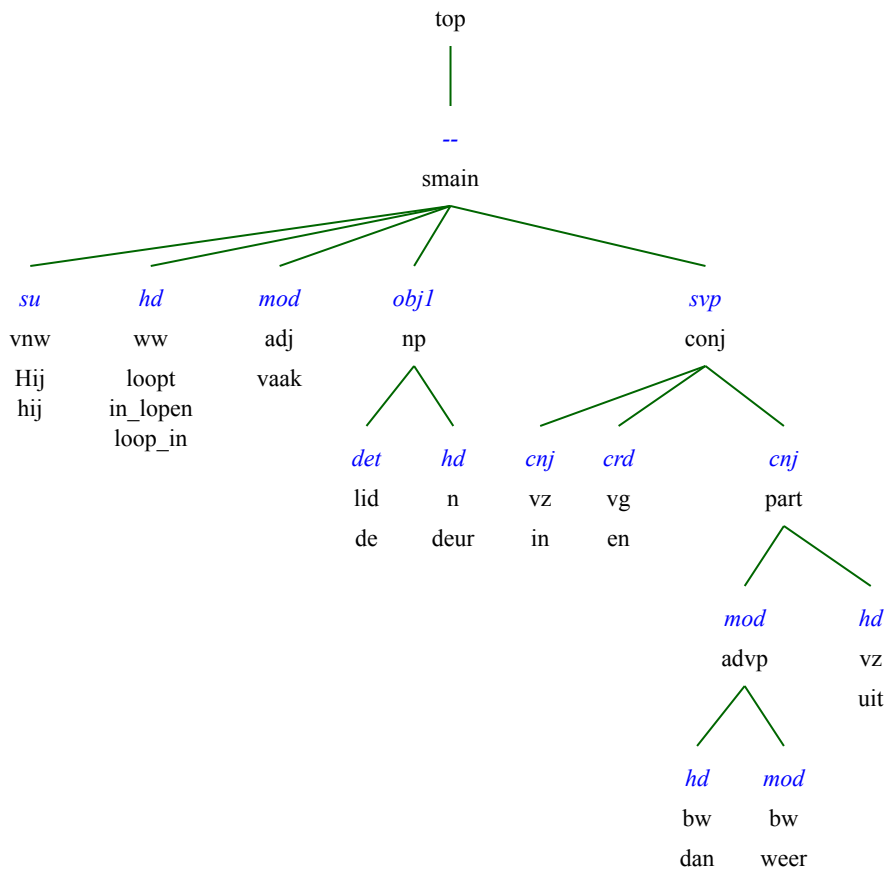 top
--
smain
su hd mod obj1 svp
vnw ww adj np conj
Hij loopt vaak
hij in_lopen
loop_in
det hd cnj crd cnj
lid n vz vg part
de deur in en
mod hd
advp vz
uit
hd mod
bw bw
dan weer